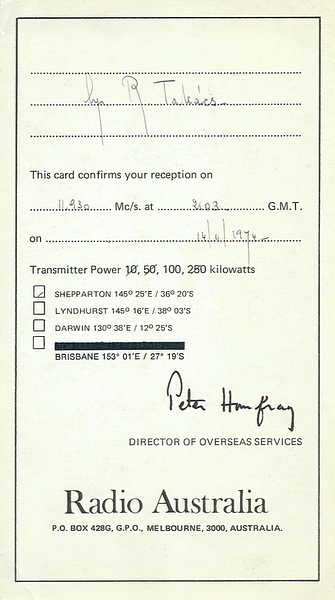 by R Takács
This card confirms your reception on
11.930 Mc/s. at 2103 G.M.T.
on 14/4/1974
Transmitter Power 10, 50, 100, 250 kilowatts
SHEPPARTON 145° 25'E / 36° 20'S
LYNDHURST 145° 16'E / 38° 03'S
DARWIN 130° 38'E / 12° 25'S
BRISBANE 153° 01'E / 27° 19'S
Peter Homfray
DIRECTOR OF OVERSEAS SERVICES
Radio Australia
P.O. BOX 428G, G.P.O., MELBOURNE, 3000, AUSTRALIA.